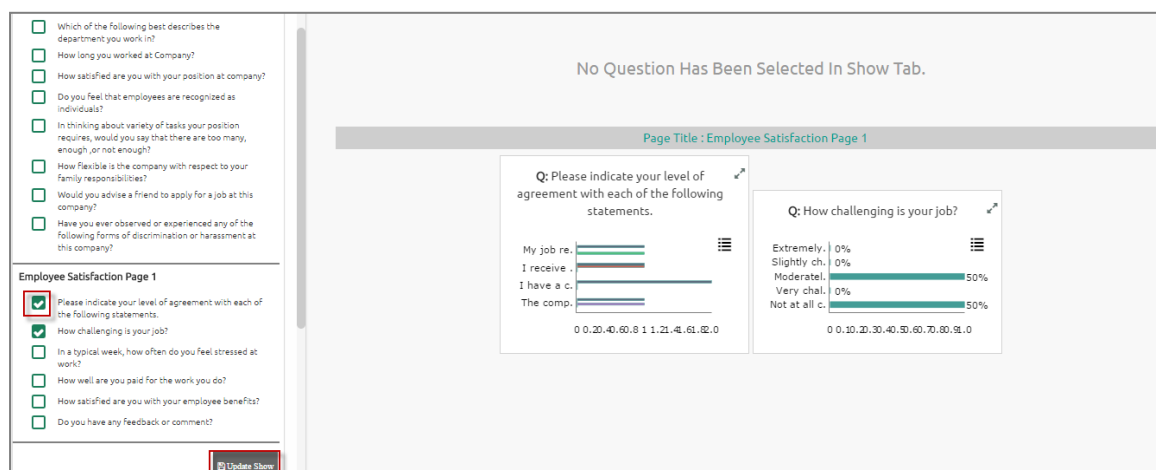 Which of the following best describes the
department you work in?
How long you worked at Company?
How satisfied are you with your position at company?
Do you feel that employees are recognized as
individuals?
In thinking about variety of tasks your position
requires, would you say that there are too many,
enough ,or not enough?
How flexible is the company with respect to your
family responsibilities?
Would you advise a friend to apply for a job at this
company?
Have you ever observed or experienced any of the
following forms of discrimination or harassment at
this company?
Employee Satisfaction Page 1
Please indicate your level of agreement with each of
the following statements.
How challenging is your job?
In a typical week, how often do you feel stressed at
work?
How well are you paid for the work you do?
How satisfied are you with your employee benefits?
Do you have any feedback or comment?
Update Show
No Question Has Been Selected In Show Tab.
Page Title : Employee Satisfaction Page 1
Q: Please indicate your level of
agreement with each of the following
statements.
My job re.
I receive .
I have a c.
The comp.
0 0.20.40.60.8 1 1.21.41.61.82.0
Q: How challenging is your job?
Extremely. 0%
Slightly ch. 0%
Moderatel. 50%
Very chal. 0%
Not at all c. 50%
0 0.10.20.30.40.50.60.70.80.91.0